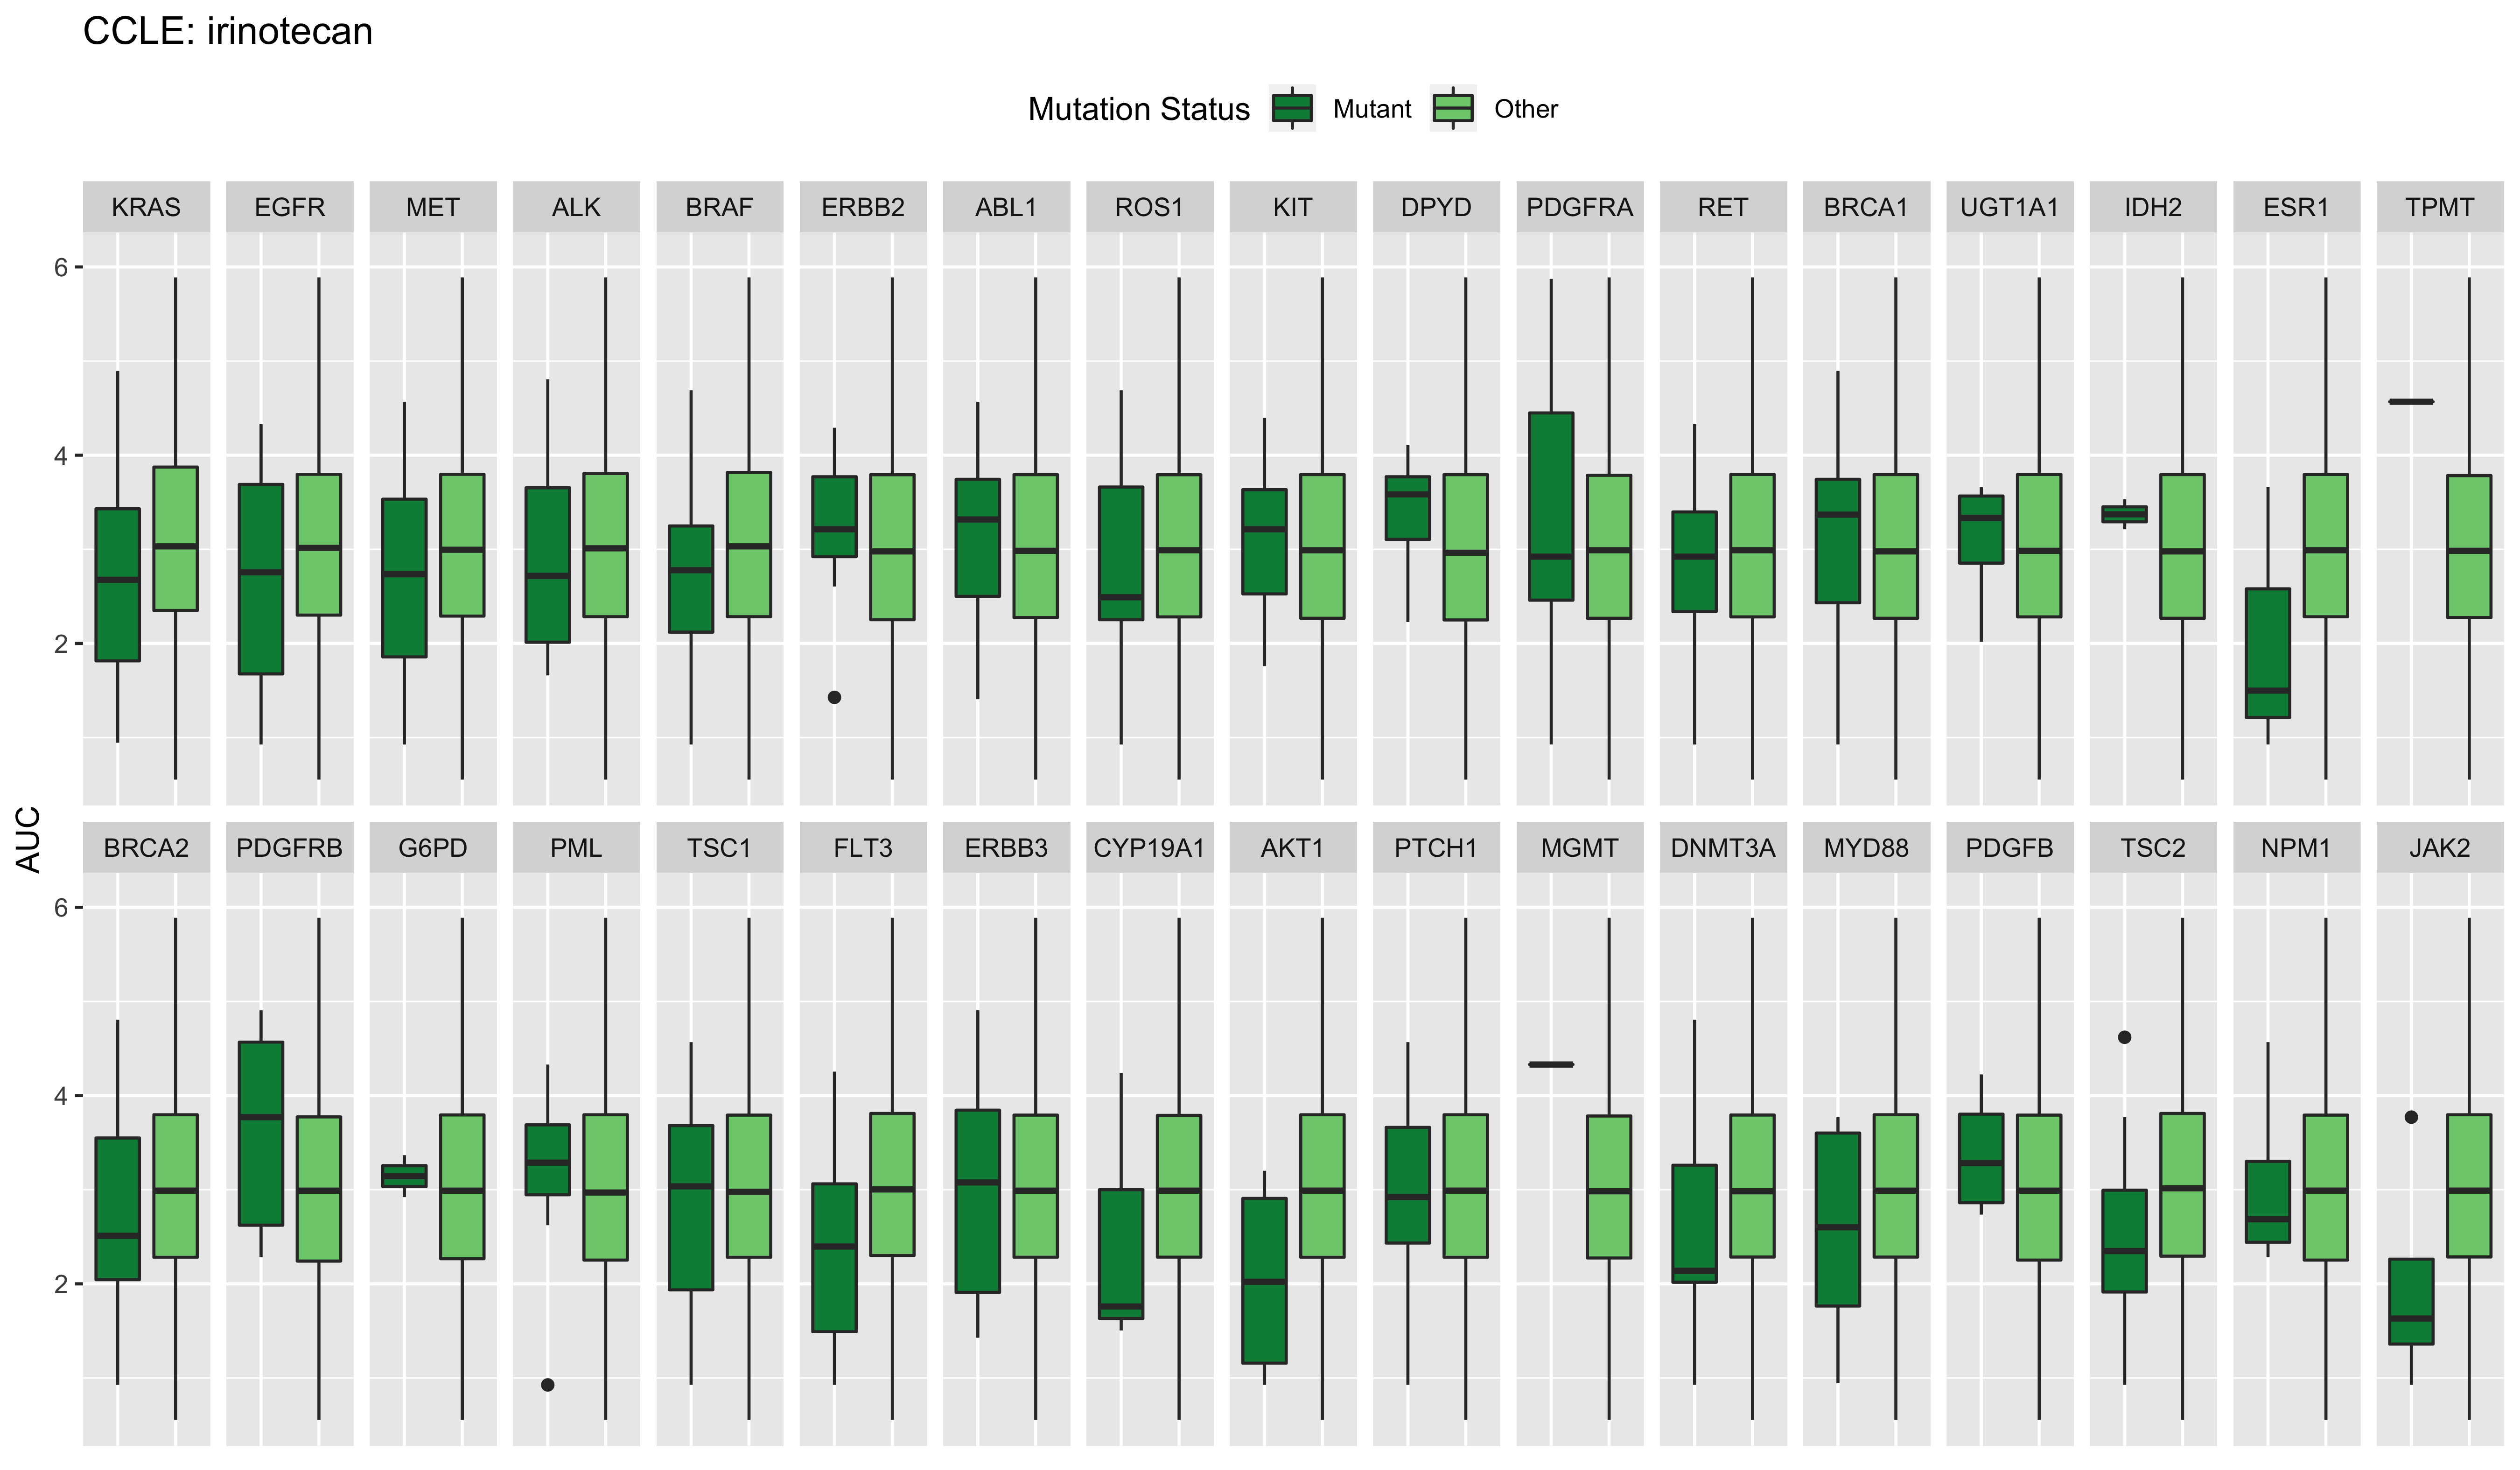 CCLE: irinotecan
Mutation Status Mutant Other
KRAS EGFR MET ALK BRAF ERBB2 ABL1 ROS1 KIT DPYD PDGFRA RET BRCA1 UGT1A1 IDH2 ESR1 TPMT
6
4
2
AUC
BRCA2 PDGFRB G6PD PML TSC1 FLT3 ERBB3 CYP19A1 AKT1 PTCH1 MGMT DNMT3A MYD88 PDGFB TSC2 NPM1 JAK2
6
4
2